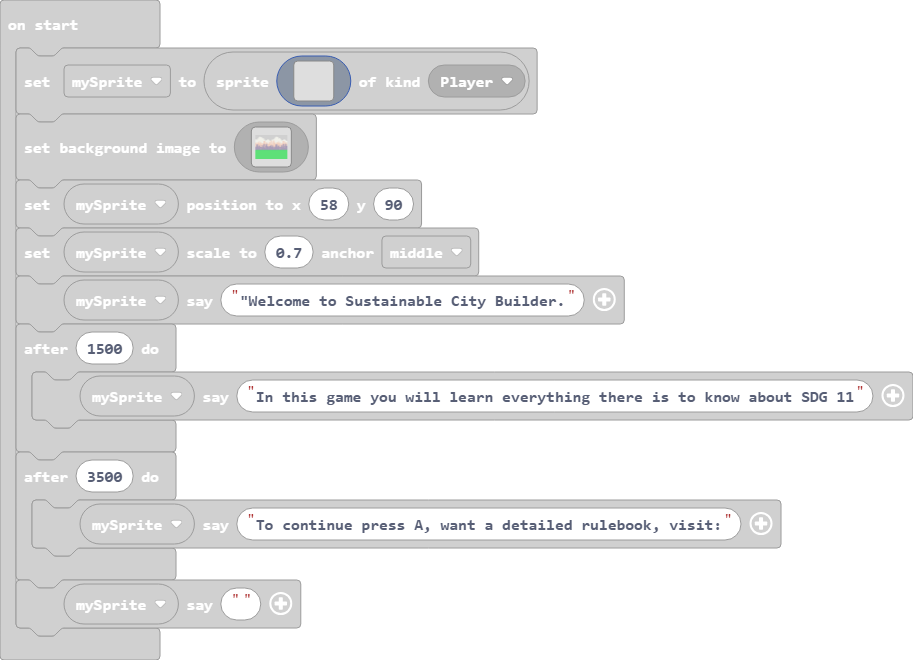 on start
set mySprite to sprite of kind Player
set background image to
set mySprite position to x 58 y 90
set mySprite scale to 0.7 anchor middle
mySprite say ""Welcome to Sustainable City Builder."
after 1500 do
mySprite say "In this game you will learn everything there is to know about SDG 11"
after 3500 do
mySprite say "To continue press A, want a detailed rulebook, visit:"
mySprite say " "